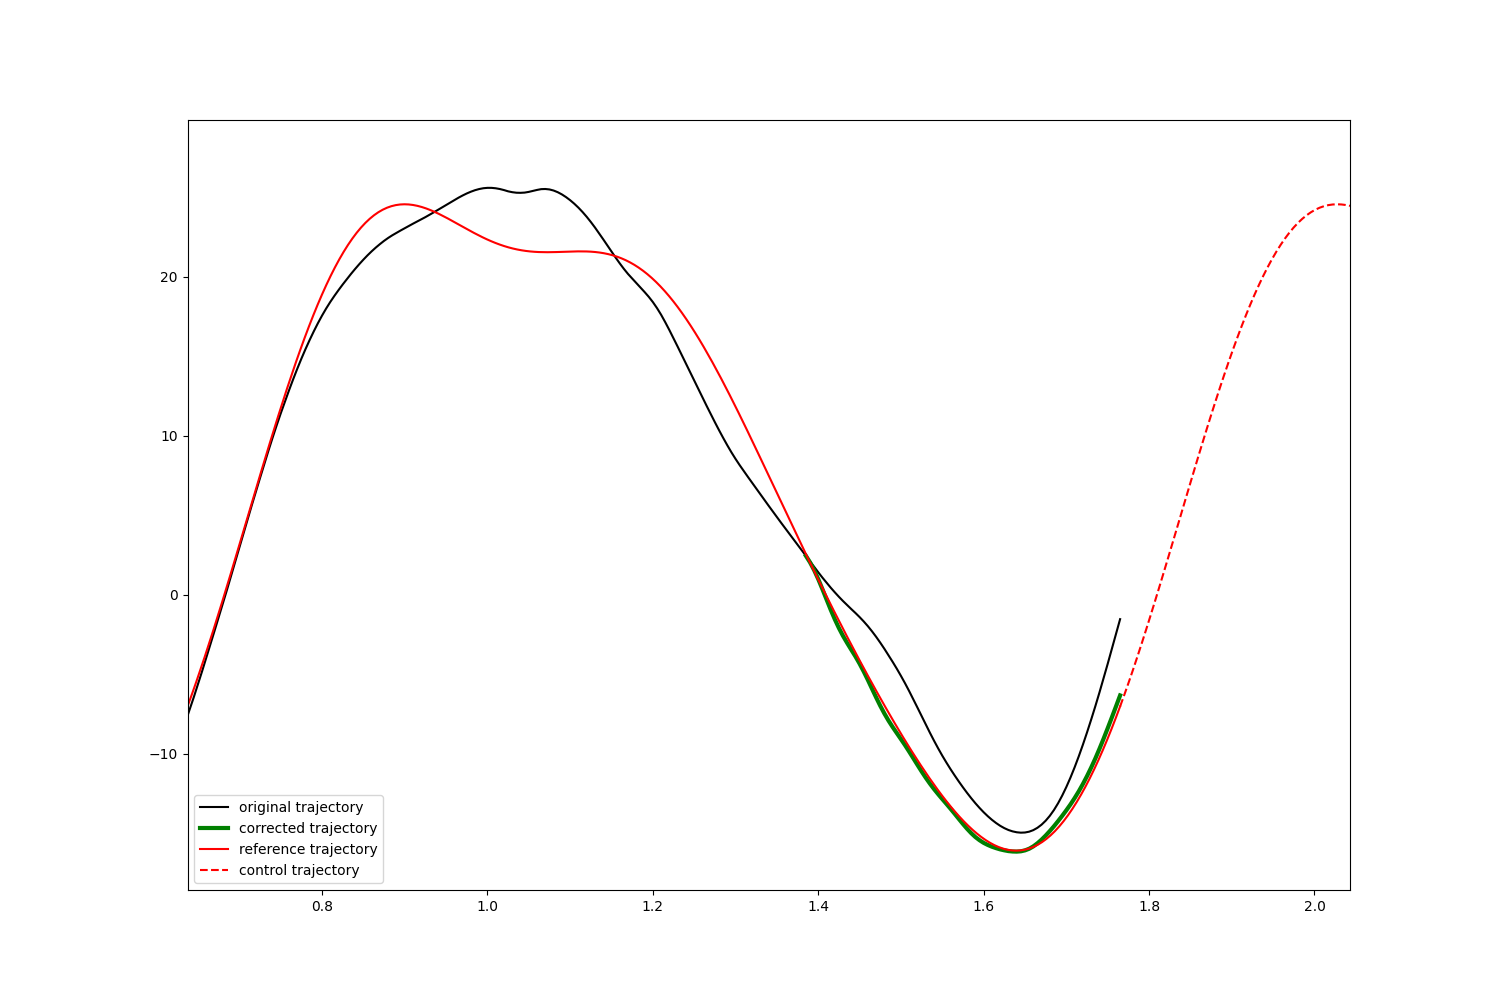 20
10
0
−10
original trajectory
corrected trajectory
reference trajectory
control trajectory
0.8 1.0 1.2 1.4 1.6 1.8 2.0